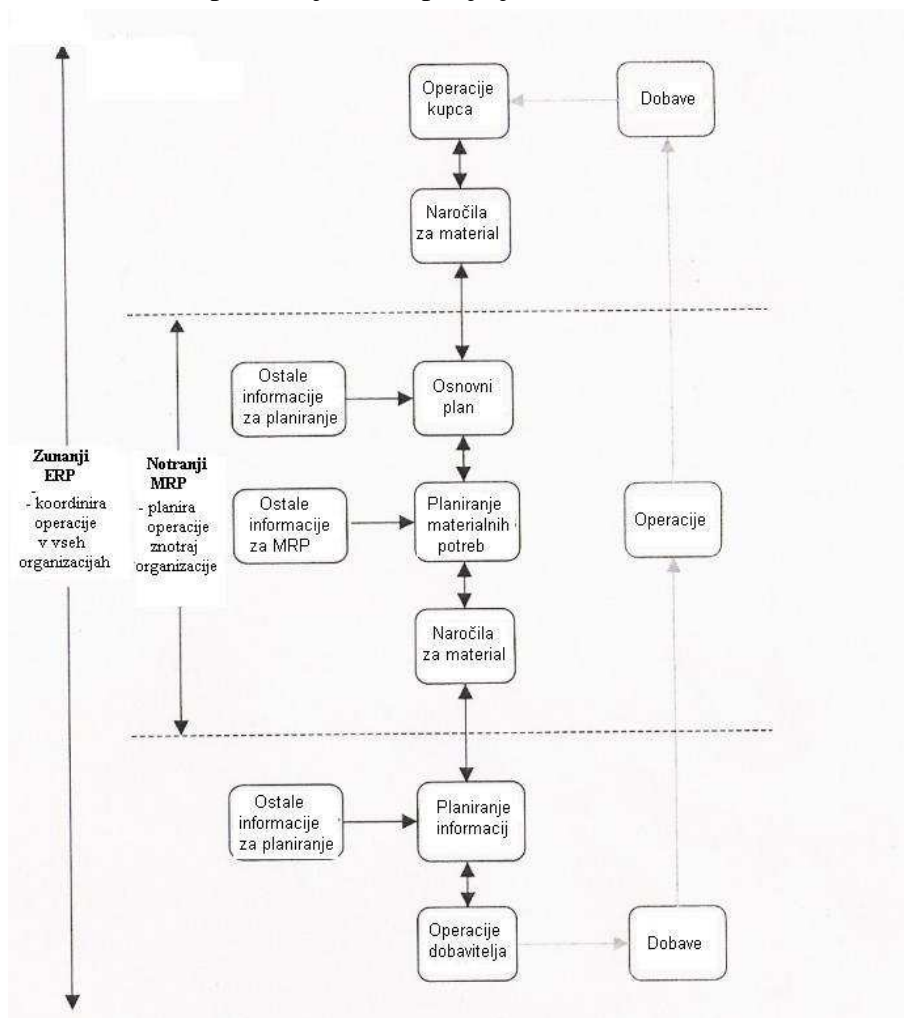 Operacije
kupca
Dobave
Naročila
za material
Ostale
informacije
za planiranje
Osnovni
plan
Zunanji
ERP
- koordinira
operacije
v vseh
organizacijah
Notranji
MRP
- planira
operacije
znotraj
organizacije
Ostale
informacije
za MRP
Planiranje
materialnih
potreb
Operacije
Naročila
za material
Ostale
informacije
za planiranje
Planiranje
informacij
Operacije
dobavitelja
Dobave